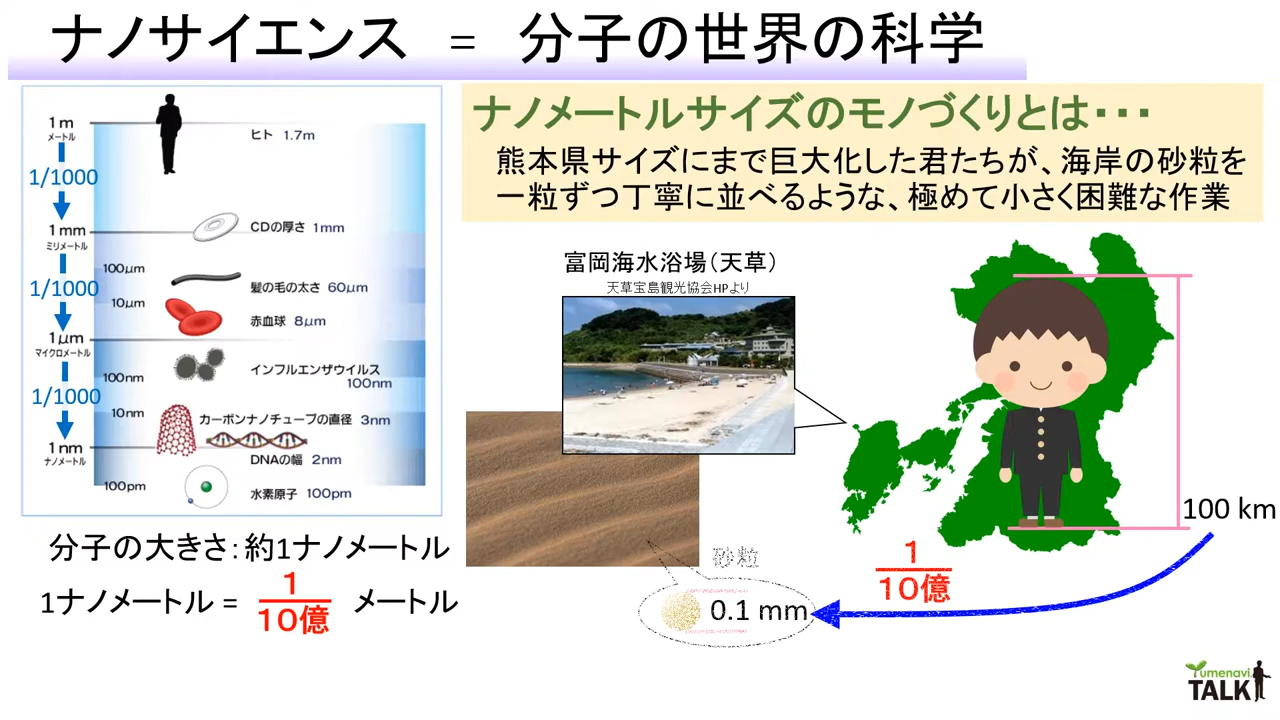 ナノサイエンス = 分子の世界の科学
1m
メートル
1/1000
1mm
ミリメートル
100μm
1/1000
10μm
1μm
マイクロメートル
100nm
1/1000
10nm
1nm
ナノメートル
100pm
ヒト 1.7m
CDの厚さ 1mm
髪の毛の太さ 60μm
赤血球 8μm
インフルエンザウイルス
100nm
カーボンナノチューブの直径 3nm
DNAの幅 2nm
水素原子 100pm
分子の大きさ：約1ナノメートル
1ナノメートル = 1/10億 メートル
ナノメートルサイズのモノづくりとは・・・
熊本県サイズにまで巨大化した君たちが、海岸の砂粒を
一粒ずつ丁寧に並べるような、極めて小さく困難な作業
富岡海水浴場（天草）
天草宝島観光協会HPより
100 km
1/10億
砂粒
0.1 mm
Yumenavi
TALK